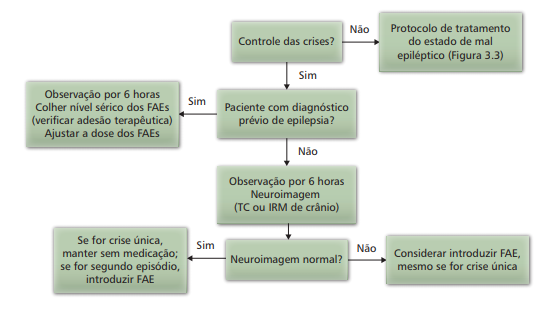 Controle das crises?
Não
Protocolo de tratamento
do estado de mal
epiléptico (Figura 3.3)
Sim
Observação por 6 horas
Colher nível sérico dos FAEs
(verificar adesão terapêutica)
Ajustar a dose dos FAEs
Sim
Paciente com diagnóstico
prévio de epilepsia?
Não
Observação por 6 horas
Neuroimagem
(TC ou IRM de crânio)
Se for crise única,
manter sem medicação;
se for segundo episódio,
introduzir FAE
Sim
Neuroimagem normal?
Não
Considerar introduzir FAE,
mesmo se for crise única